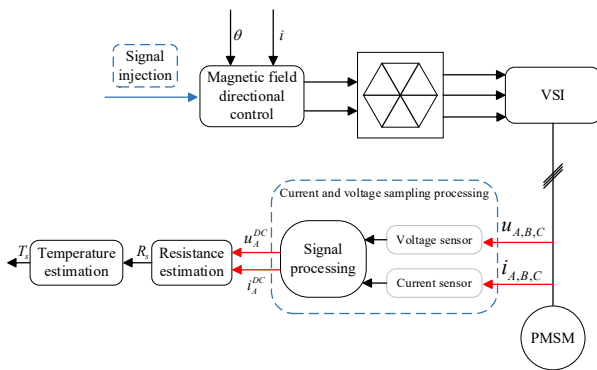 θ
i
Signal
injection
Magnetic field
directional
control
VSI
Current and voltage sampling processing
u_A^{DC}
i_A^{DC}
Signal
processing
Voltage sensor
Current sensor
u_{A,B,C}
i_{A,B,C}
T_s
Temperature
estimation
R_s
Resistance
estimation
PMSM